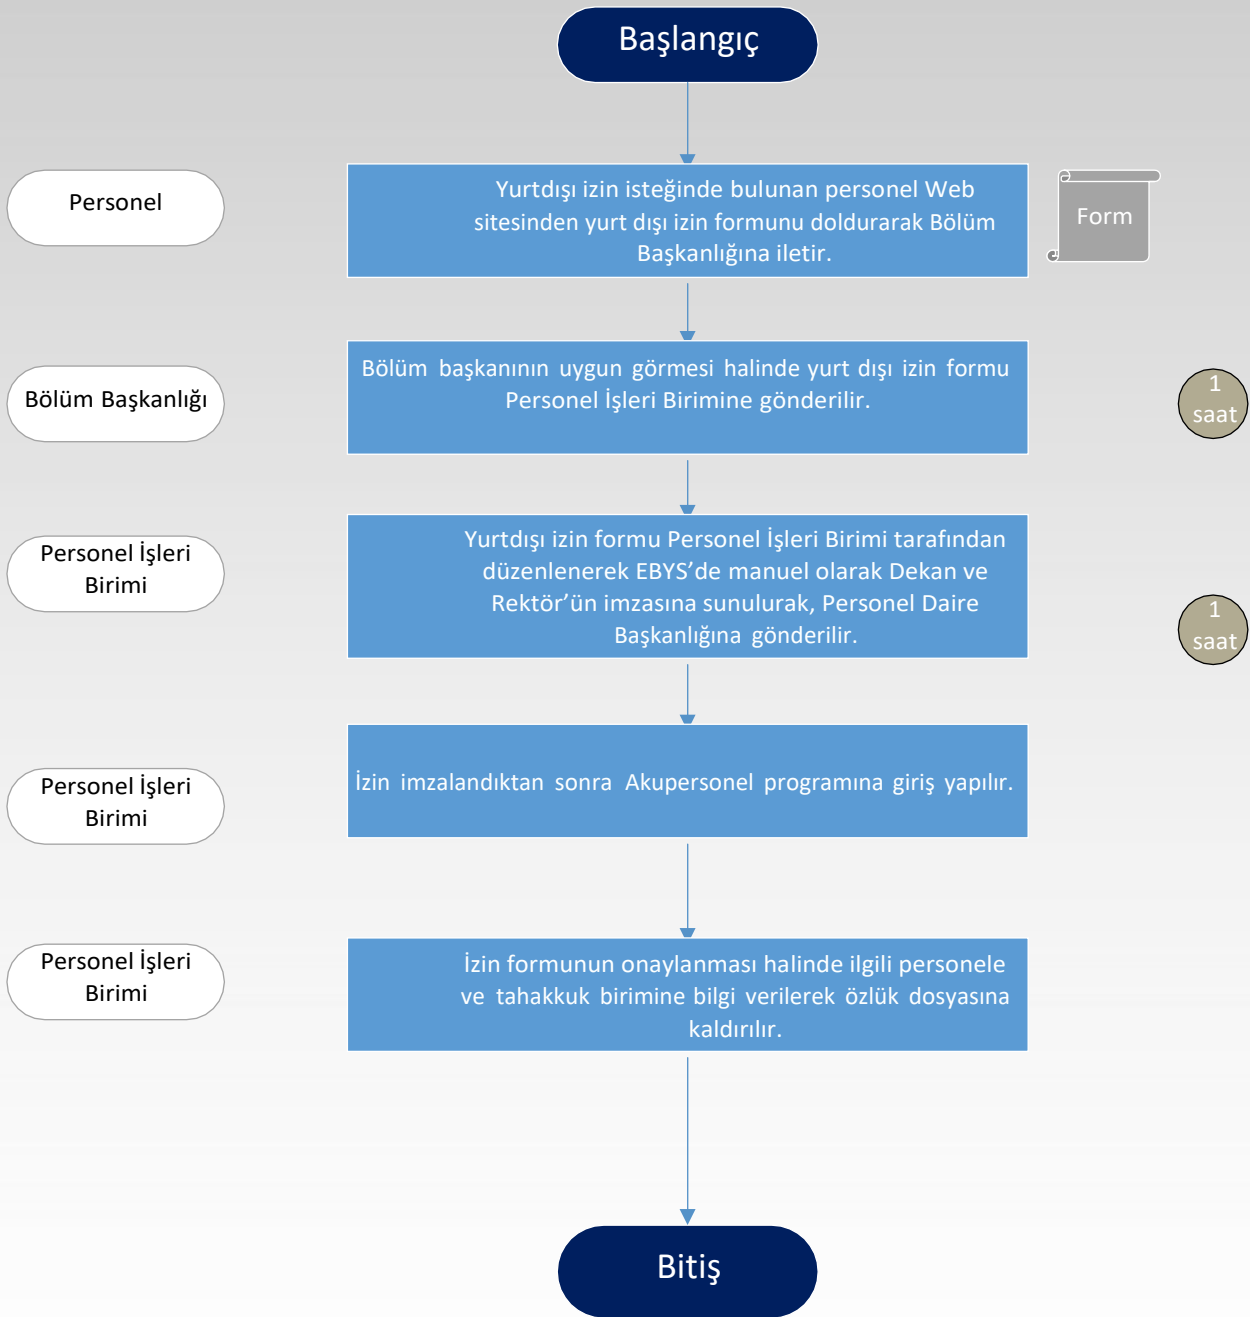 Başlangıç
Personel
Yurtdışı izin isteğinde bulunan personel Web
sitesinden yurt dışı izin formunu doldurarak Bölüm
Başkanlığına iletir.
Form
Bölüm Başkanlığı
Bölüm başkanının uygun görmesi halinde yurt dışı izin formu
Personel İşleri Birimine gönderilir.
1
saat
Personel İşleri
Birimi
Yurtdışı izin formu Personel İşleri Birimi tarafından
düzenlenerek EBYS’de manuel olarak Dekan ve
Rektör’ün imzasına sunulurak, Personel Daire
Başkanlığına gönderilir.
1
saat
Personel İşleri
Birimi
İzin imzalandıktan sonra Akupersonel programına giriş yapılır.
Personel İşleri
Birimi
İzin formunun onaylanması halinde ilgili personele
ve tahakkuk birimine bilgi verilerek özlük dosyasına
kaldırılır.
Bitiş